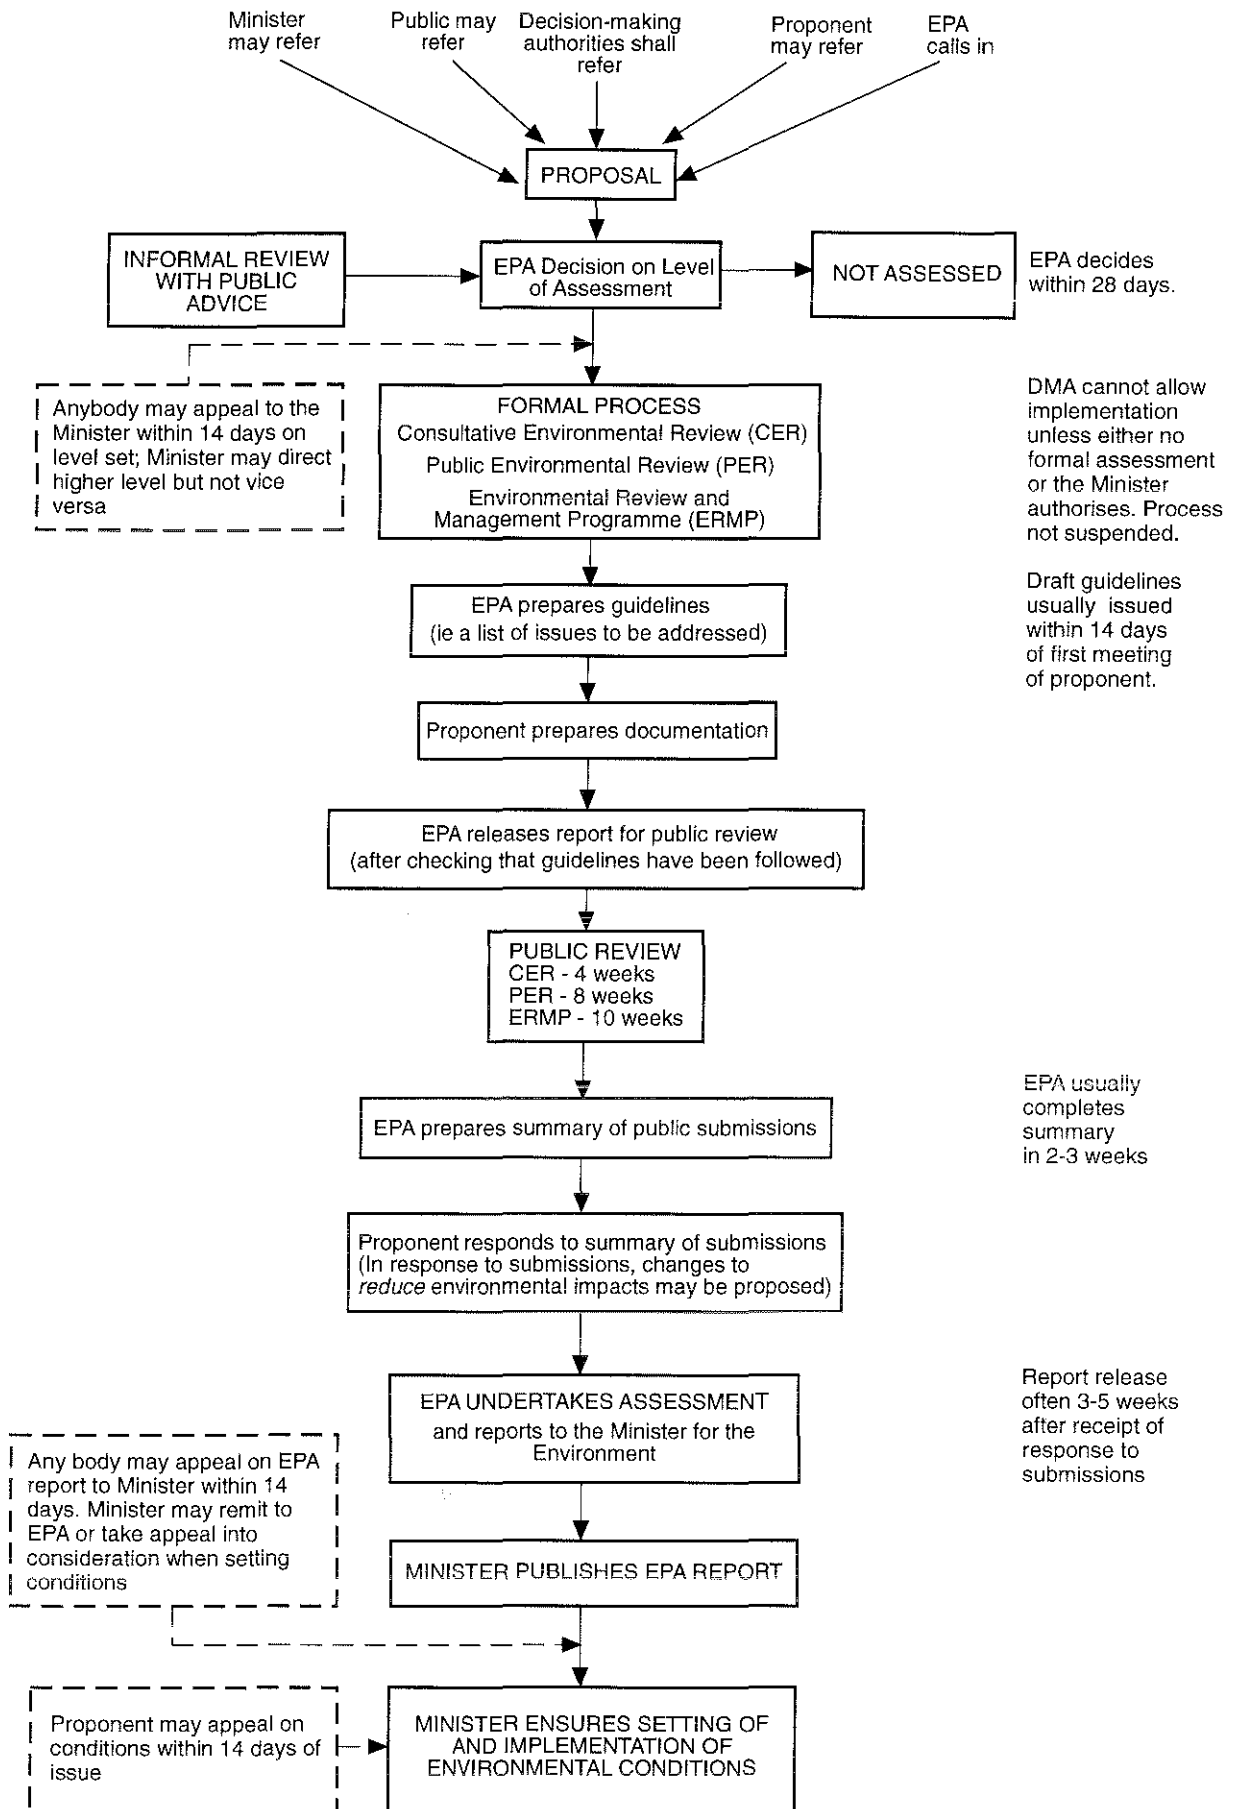 Minister
may refer
Public may
refer
Decision-making
authorities shall
refer
Proponent
may refer
EPA
calls in
PROPOSAL
INFORMAL REVIEW
WITH PUBLIC
ADVICE
EPA Decision on Level
of Assessment
NOT ASSESSED
EPA decides
within 28 days.
Anybody may appeal to the
Minister within 14 days on
level set; Minister may direct
higher level but not vice
versa
FORMAL PROCESS
Consultative Environmental Review (CER)
Public Environmental Review (PER)
Environmental Review and
Management Programme (ERMP)
DMA cannot allow
implementation
unless either no
formal assessment
or the Minister
authorises. Process
not suspended.
EPA prepares guidelines
(ie a list of issues to be addressed)
Draft guidelines
usually issued
within 14 days
of first meeting
of proponent.
Proponent prepares documentation
EPA releases report for public review
(after checking that guidelines have been followed)
PUBLIC REVIEW
CER - 4 weeks
PER - 8 weeks
ERMP - 10 weeks
EPA prepares summary of public submissions
EPA usually
completes
summary
in 2-3 weeks
Proponent responds to summary of submissions
(In response to submissions, changes to
reduce environmental impacts may be proposed)
EPA UNDERTAKES ASSESSMENT
and reports to the Minister for the
Environment
Report release
often 3-5 weeks
after receipt of
response to
submissions
Any body may appeal on EPA
report to Minister within 14
days. Minister may remit to
EPA or take appeal into
consideration when setting
conditions
MINISTER PUBLISHES EPA REPORT
Proponent may appeal on
conditions within 14 days of
issue
MINISTER ENSURES SETTING OF
AND IMPLEMENTATION OF
ENVIRONMENTAL CONDITIONS